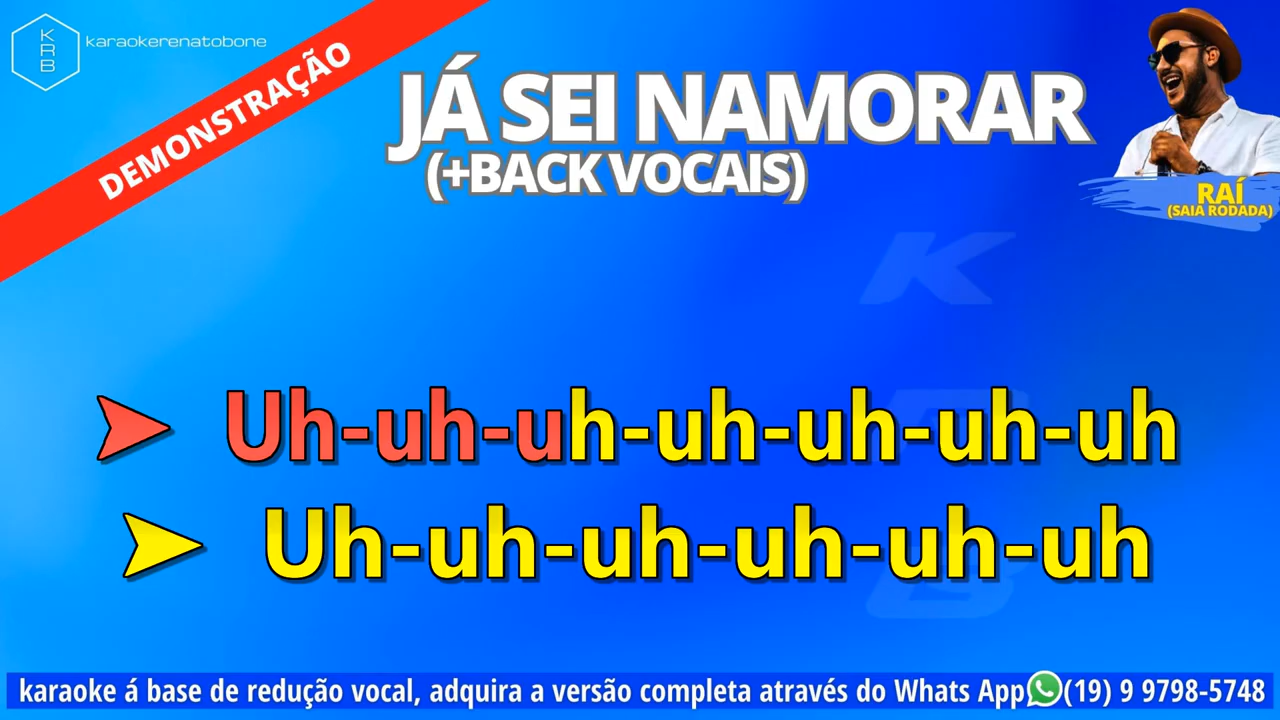 KRB
karaokerenatobone
DEMONSTRAÇÃO
JÁ SEI NAMORAR
(+BACK VOCAIS)
RAÍ
(SAIA RODADA)
K
R
B
➤ Uh-uh-uh-uh-uh-uh-uh
➤ Uh-uh-uh-uh-uh-uh
karaoke á base de redução vocal, adquira a versão completa através do Whats App (19) 9 9798-5748